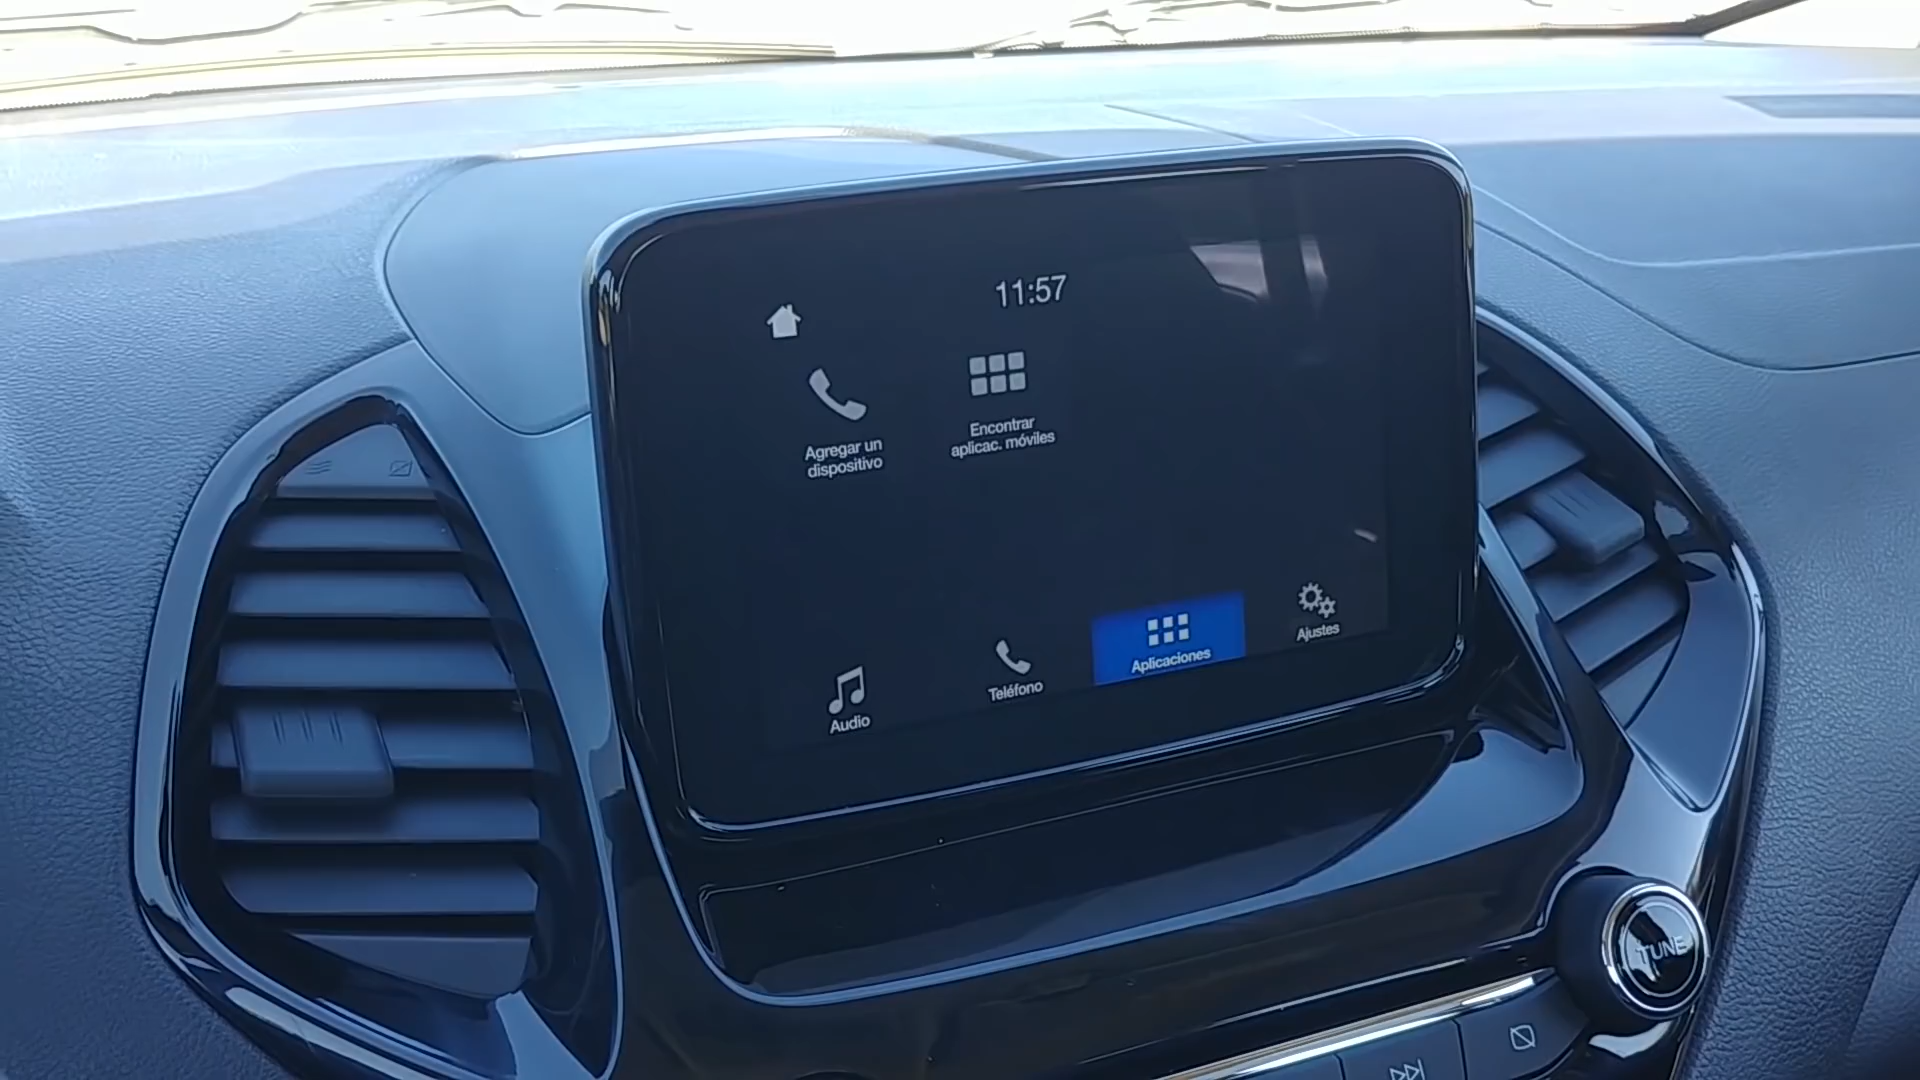 11:57
Agregar un
dispositivo
Encontrar
aplicac. móviles
Audio
Teléfono
Aplicaciones
Ajustes
TUNE